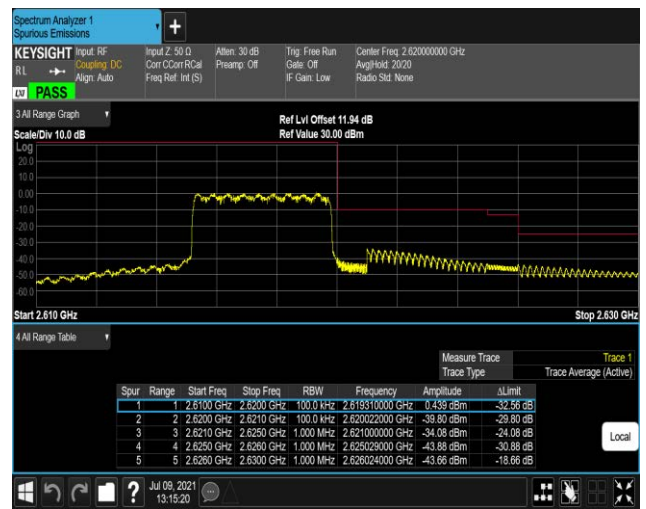 Spectrum Analyzer 1
Spurious Emissions
+
KEYSIGHT Input: RF Input Z: 50 Ω Atten: 30 dB Trig: Free Run Center Freq: 2.620000000 GHz
RL Coupling: DC Corr CCorr RCal Preamp: Off Gate: Off Avg|Hold: 20/20
Align: Auto Freq Ref: Int (S) IF Gain: Low Radio Std: None
LXI PASS
3 All Range Graph
Ref Lvl Offset 11.94 dB
Scale/Div 10.0 dB Ref Value 30.00 dBm
Log
20.0
10.0
0.00
-10.0
-20.0
-30.0
-40.0
-50.0
-60.0
Start 2.610 GHz Stop 2.630 GHz
4 All Range Table
Measure Trace Trace 1
Trace Type Trace Average (Active)
Spur Range Start Freq Stop Freq RBW Frequency Amplitude ΔLimit
1 1 2.6100 GHz 2.6200 GHz 100.0 kHz 2.619310000 GHz 0.439 dBm -32.56 dB
2 2 2.6200 GHz 2.6210 GHz 100.0 kHz 2.620022000 GHz -39.80 dBm -29.80 dB
3 3 2.6210 GHz 2.6250 GHz 1.000 MHz 2.621000000 GHz -34.08 dBm -24.08 dB
4 4 2.6250 GHz 2.6260 GHz 1.000 MHz 2.625029000 GHz -43.88 dBm -30.88 dB
5 5 2.6260 GHz 2.6300 GHz 1.000 MHz 2.626024000 GHz -43.66 dBm -18.66 dB
Local
? Jul 09, 2021
13:15:20